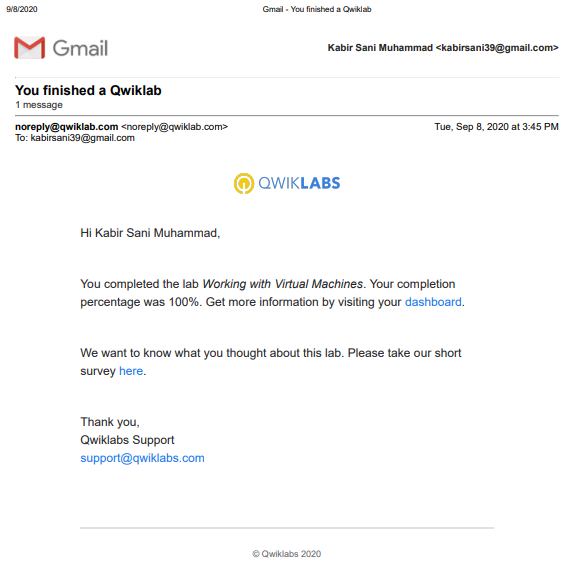 9/8/2020
Gmail - You finished a Qwiklab
Gmail
Kabir Sani Muhammad <kabirsani39@gmail.com>
You finished a Qwiklab
1 message
noreply@qwiklab.com <noreply@qwiklab.com>
Tue, Sep 8, 2020 at 3:45 PM
To: kabirsani39@gmail.com
QWIKLABS
Hi Kabir Sani Muhammad,
You completed the lab Working with Virtual Machines. Your completion
percentage was 100%. Get more information by visiting your dashboard.
We want to know what you thought about this lab. Please take our short
survey here.
Thank you,
Qwiklabs Support
support@qwiklabs.com
© Qwiklabs 2020